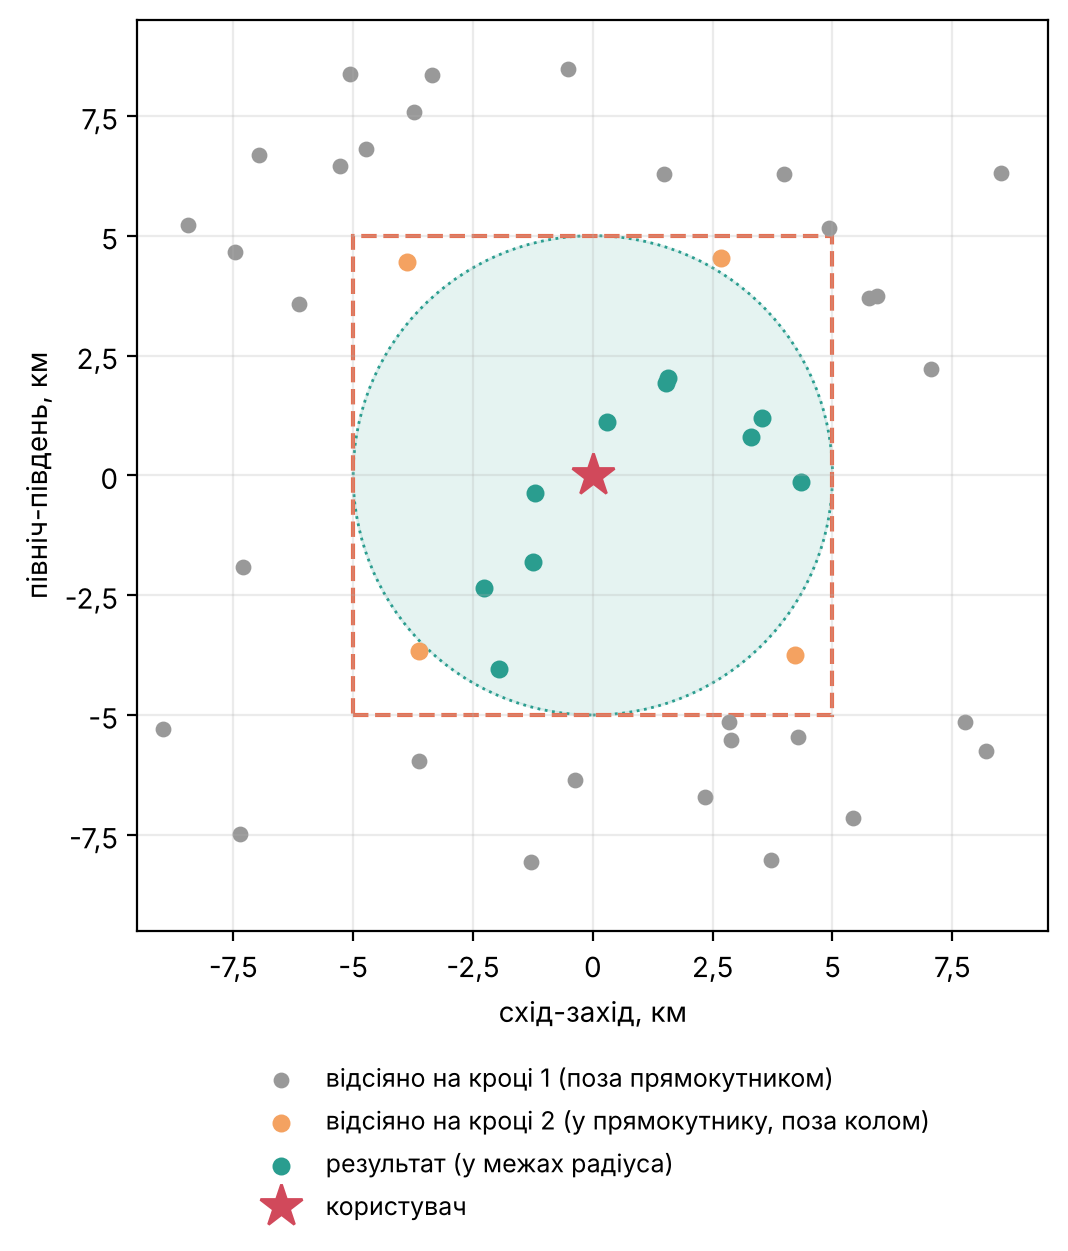 7,5
5
2,5
0
-2,5
-5
-7,5
північ-південь, км
-7,5 -5 -2,5 0 2,5 5 7,5
схід-захід, км
відсіяно на кроці 1 (поза прямокутником)
відсіяно на кроці 2 (у прямокутнику, поза колом)
результат (у межах радіуса)
користувач